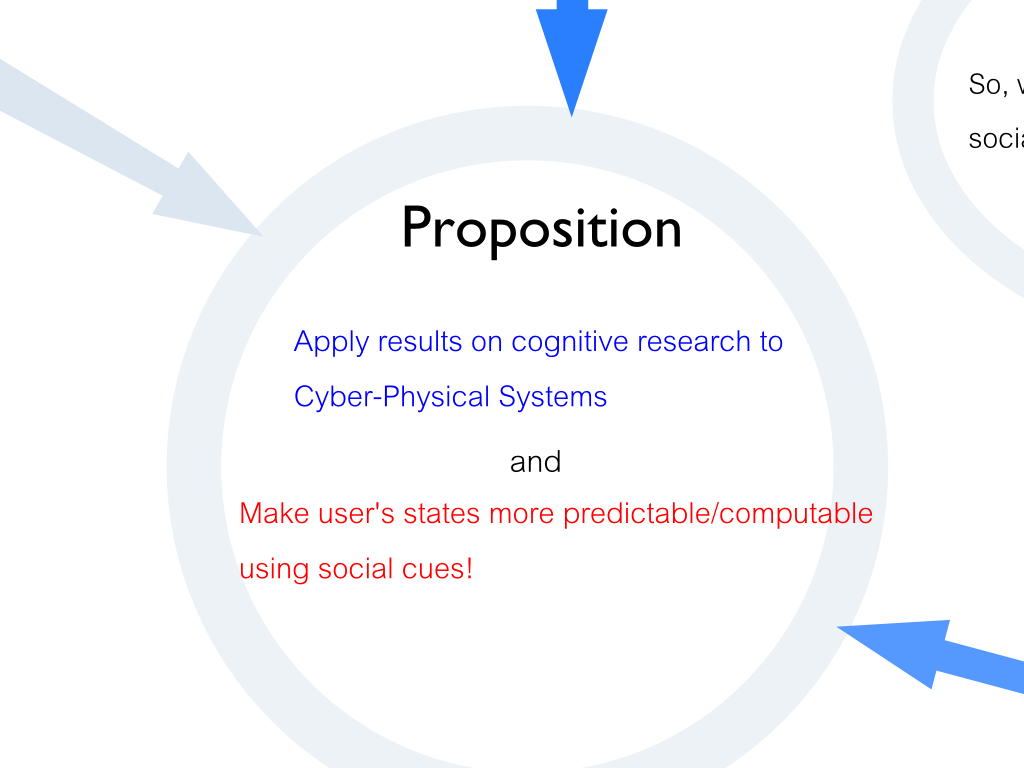 So,
Proposition
Apply results on cognitive research to
Cyber-Physical Systems
and
Make user's states more predictable/computable
using social cues!